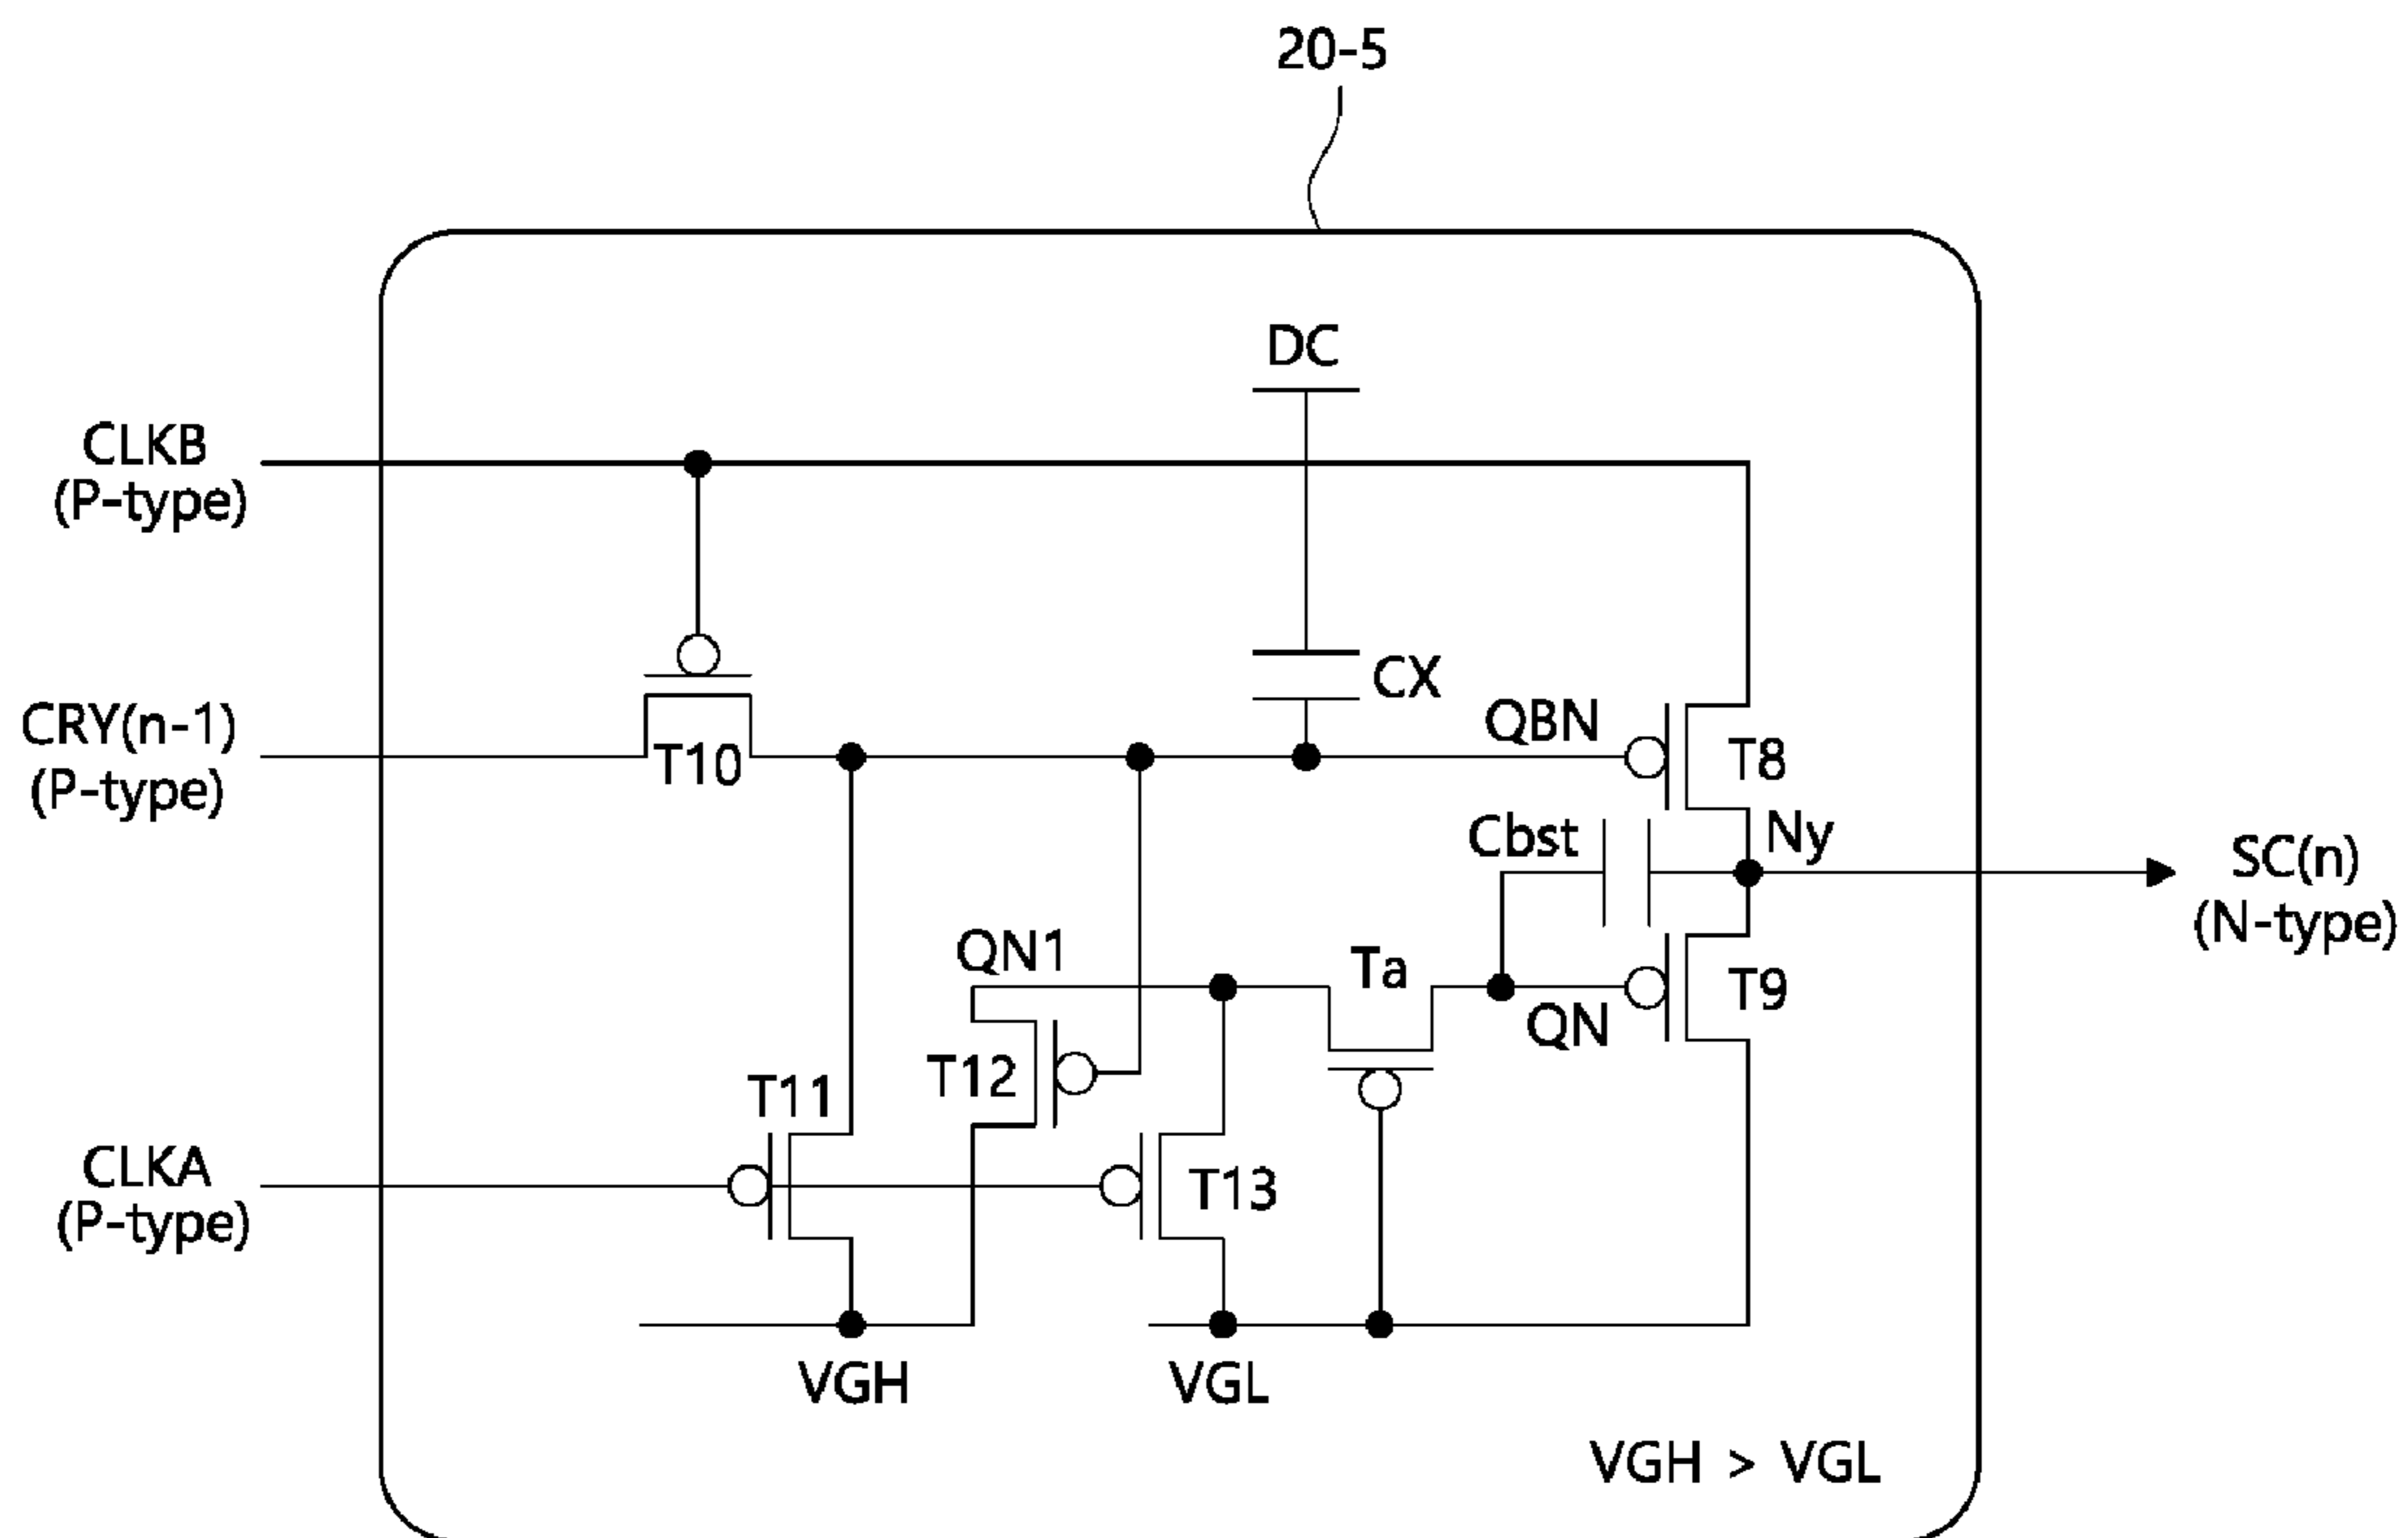 20-5
DC
CLKB
(P-type)
CX
CRY(n-1)
(P-type)
QBN
T10
T8
Cbst
Ny
SC(n)
(N-type)
QN1
Ta
T9
QN
T12
T11
CLKA
(P-type)
T13
VGH
VGL
VGH > VGL